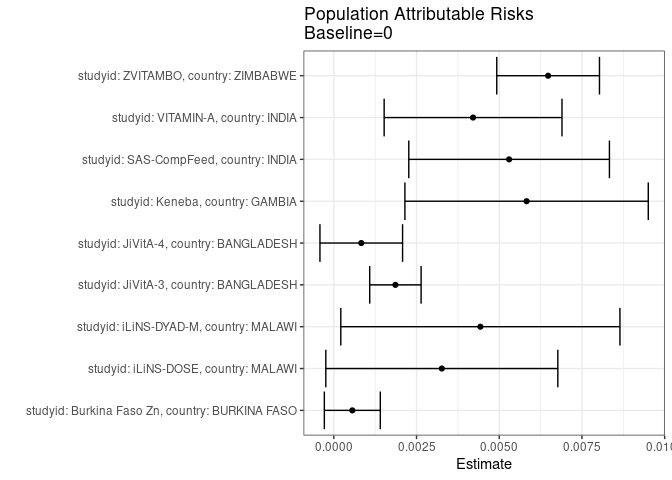 Population Attributable Risks
Baseline=0
studyid: ZVITAMBO, country: ZIMBABWE
studyid: VITAMIN-A, country: INDIA
studyid: SAS-CompFeed, country: INDIA
studyid: Keneba, country: GAMBIA
studyid: JiVitA-4, country: BANGLADESH
studyid: JiVitA-3, country: BANGLADESH
studyid: iLiNS-DYAD-M, country: MALAWI
studyid: iLiNS-DOSE, country: MALAWI
studyid: Burkina Faso Zn, country: BURKINA FASO
0.0000 0.0025 0.0050 0.0075
Estimate